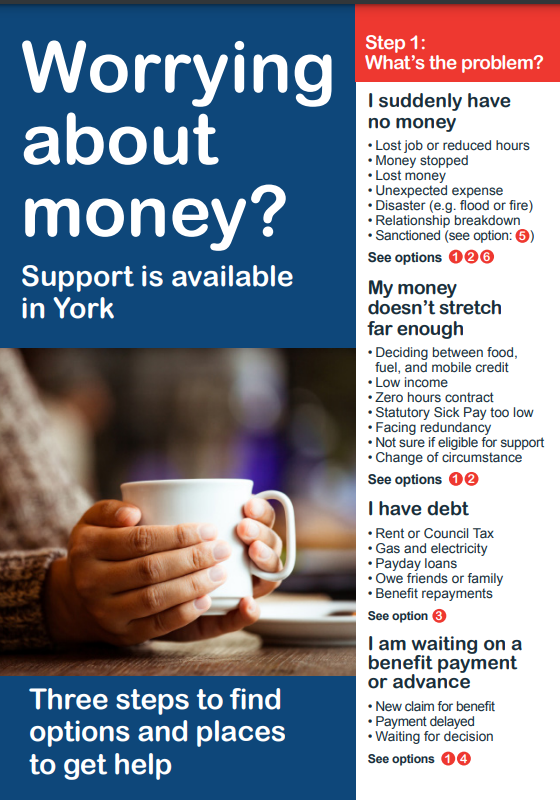 Worrying
about
money?
Support is available
in York
Three steps to find
options and places
to get help
Step 1:
What's the problem?
I suddenly have
no money
• Lost job or reduced hours
• Money stopped
• Lost money
• Unexpected expense
• Disaster (e.g. flood or fire)
• Relationship breakdown
• Sanctioned (see option: 5)
See options 1 2 6
My money
doesn't stretch
far enough
• Deciding between food,
fuel, and mobile credit
• Low income
• Zero hours contract
• Statutory Sick Pay too low
• Facing redundancy
• Not sure if eligible for support
• Change of circumstance
See options 1 2
I have debt
• Rent or Council Tax
• Gas and electricity
• Payday loans
• Owe friends or family
• Benefit repayments
See option 3
I am waiting on a
benefit payment
or advance
• New claim for benefit
• Payment delayed
• Waiting for decision
See options 1 4